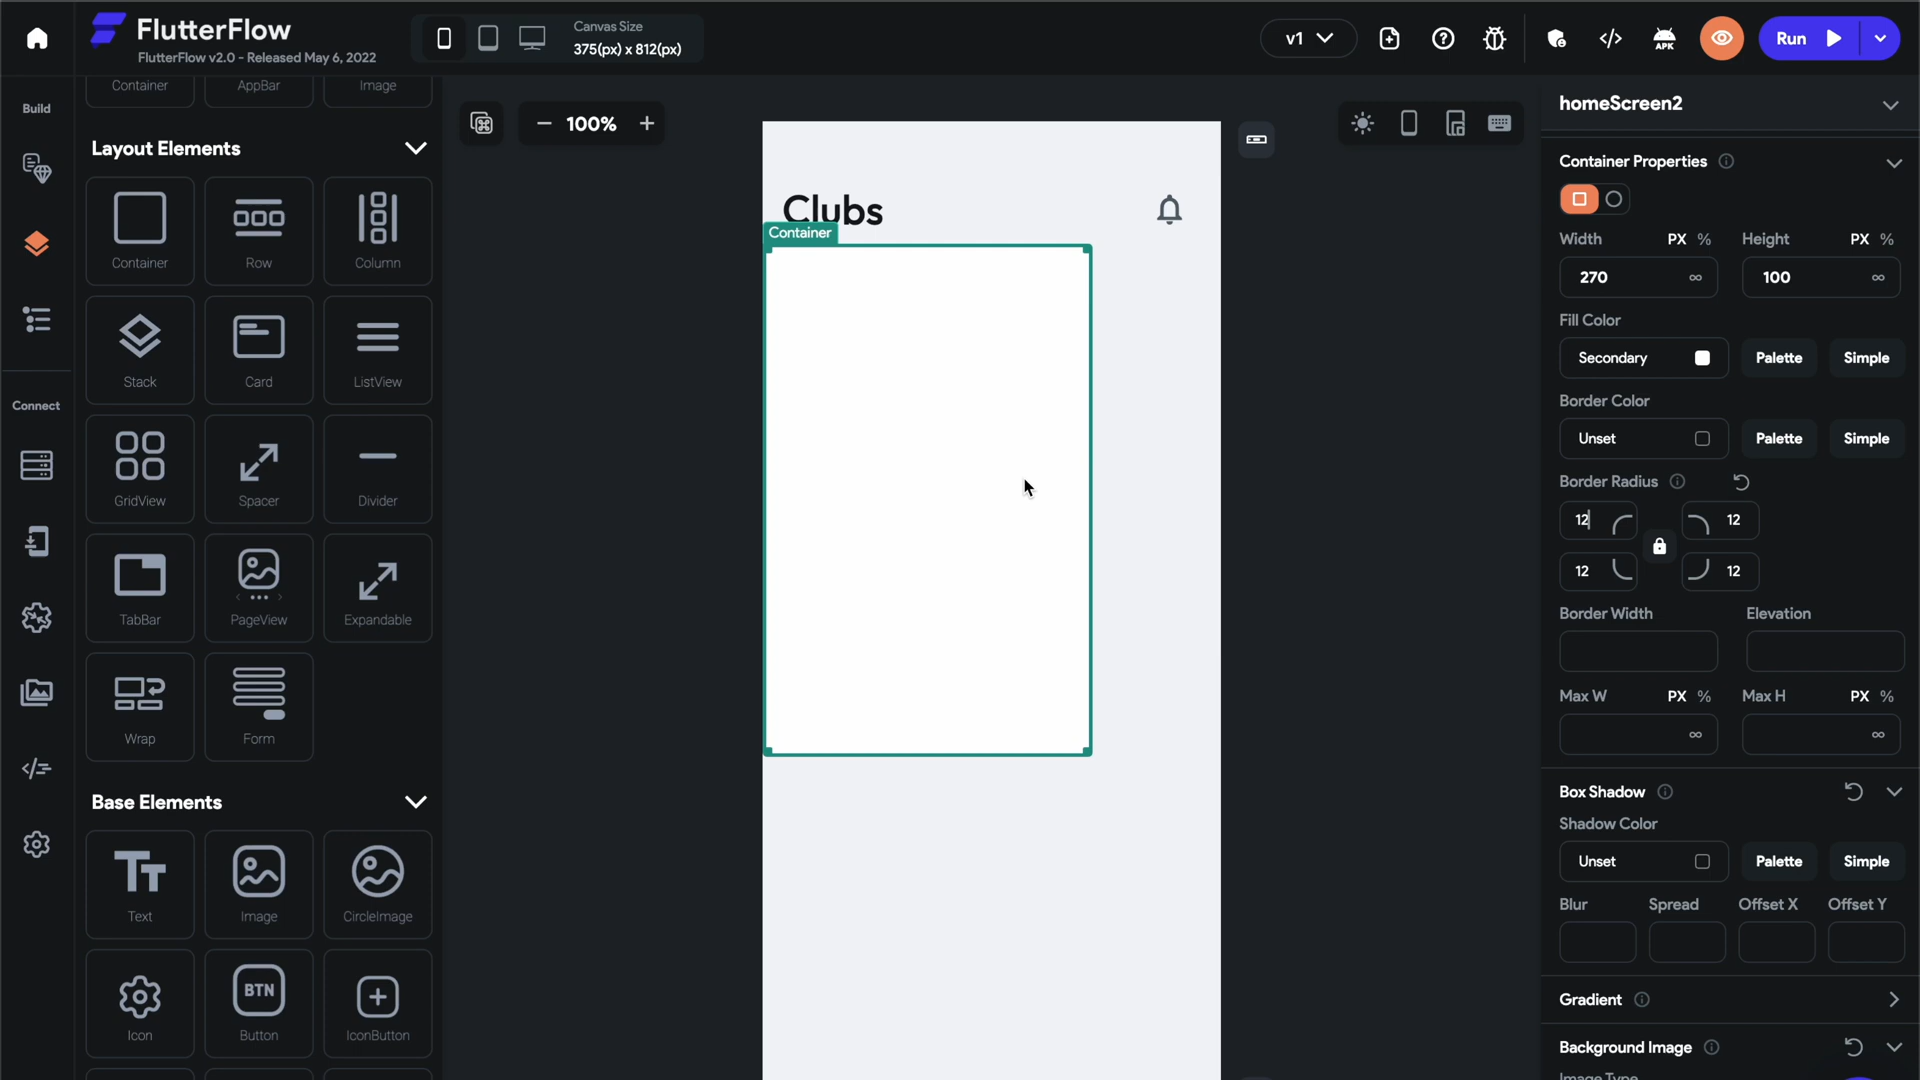 FlutterFlow
FlutterFlow v2.0 - Released May 6, 2022
Canvas Size
375(px) x 812(px)
v1
APK
Run
Build
Connect
Container
AppBar
Image
Layout Elements
Container
Row
Column
Stack
Card
ListView
GridView
Spacer
Divider
TabBar
PageView
Expandable
Wrap
Form
Base Elements
Text
Image
CircleImage
BTN
Icon
Button
IconButton
100%
Clubs
Container
homeScreen2
Container Properties
Width PX % Height PX %
270 ∞ 100 ∞
Fill Color
Secondary Palette Simple
Border Color
Unset Palette Simple
Border Radius
12 12
12 12
Border Width Elevation
Max W PX % Max H PX %
∞ ∞
Box Shadow
Shadow Color
Unset Palette Simple
Blur Spread Offset X Offset Y
Gradient
Background Image
Image Type